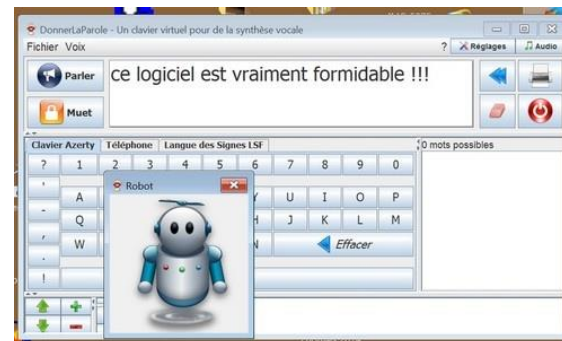 DonnerLaParole - Un clavier virtuel pour de la synthèse vocale
Fichier Voix ? Réglages Audio
Parler ce logiciel est vraiment formidable !!!
Muet
Clavier Azerty Téléphone Langue des Signes LSF 0 mots possibles
? 1 2 3 4 5 6 7 8 9 0
'
Robot
A Y U I O P
-
Q H J K L M
,
W N Effacer
.
!